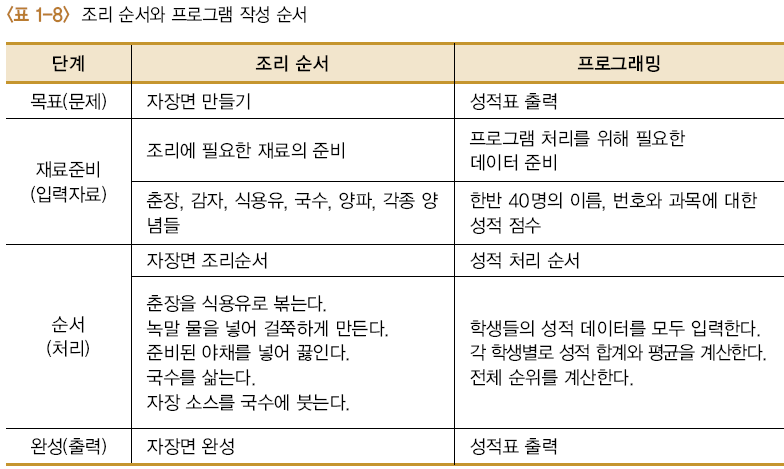 <표 1-8> 조리 순서와 프로그램 작성 순서
단계
조리 순서
프로그래밍
목표(문제)
자장면 만들기
성적표 출력
재료준비
(입력자료)
조리에 필요한 재료의 준비
프로그램 처리를 위해 필요한
데이터 준비
춘장, 감자, 식용유, 국수, 양파, 각종 양
념들
한반 40명의 이름, 번호와 과목에 대한
성적 점수
순서
(처리)
자장면 조리순서
성적 처리 순서
춘장을 식용유로 볶는다.
녹말 물을 넣어 걸쭉하게 만든다.
준비된 야채를 넣어 끓인다.
국수를 삶는다.
자장 소스를 국수에 붓는다.
학생들의 성적 데이터를 모두 입력한다.
각 학생별로 성적 합계와 평균을 계산한다.
전체 순위를 계산한다.
완성(출력)
자장면 완성
성적표 출력